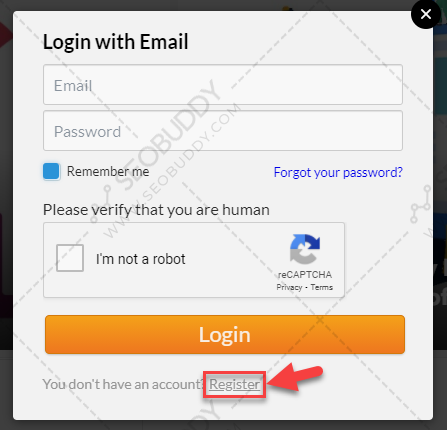 Login with Email
Email
Password
Remember me
Forgot your password?
Please verify that you are human
I'm not a robot
reCAPTCHA
Privacy - Terms
Login
You don't have an account? Register
SEOBUDDY
WWW.SEOBUDDY.COM